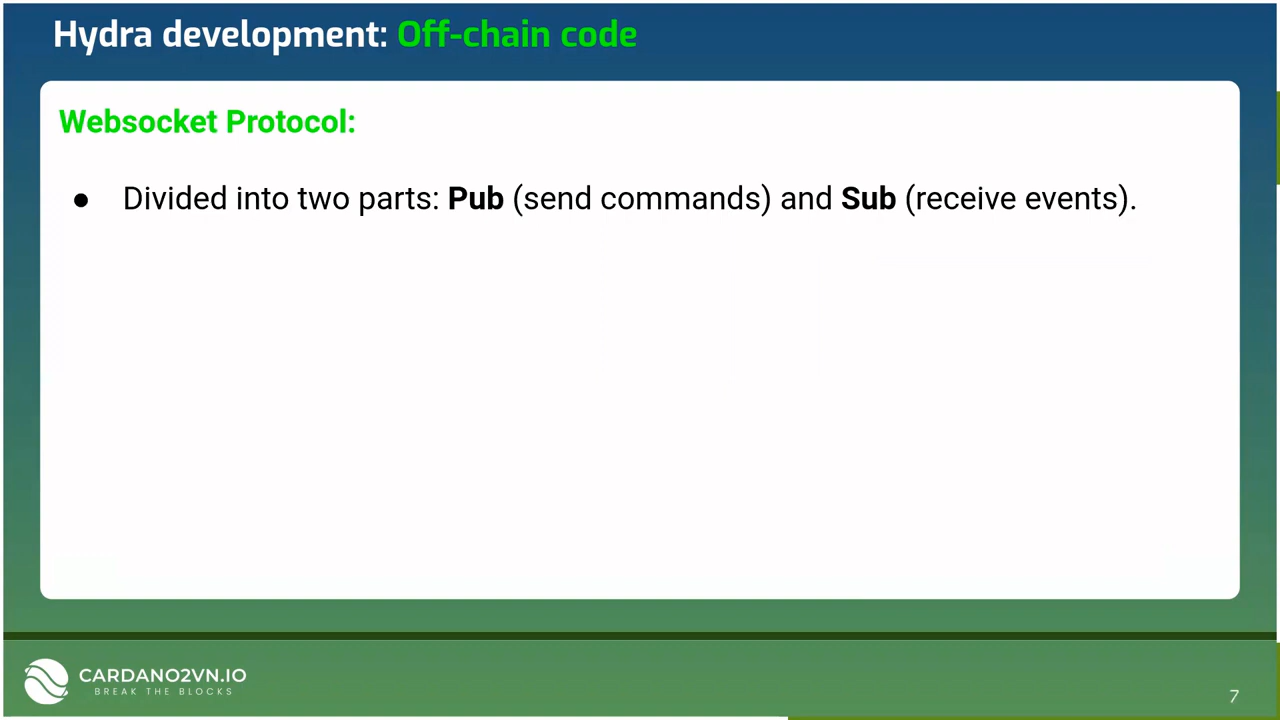 Hydra development: Off-chain code
Websocket Protocol:
● Divided into two parts: Pub (send commands) and Sub (receive events).
CARDANO2VN.IO
BREAK THE BLOCKS
7